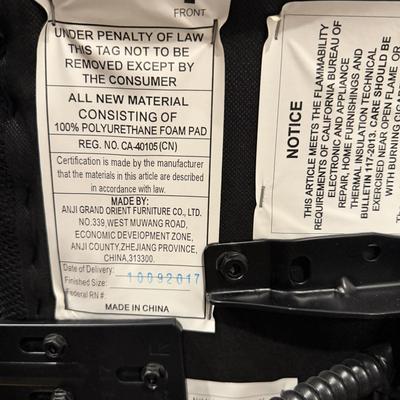 FRONT
UNDER PENALTY OF LAW
THIS TAG NOT TO BE
REMOVED EXCEPT BY
THE CONSUMER
ALL NEW MATERIAL
CONSISTING OF
100% POLYURETHANE FOAM PAD
REG. NO. CA-40105(CN)
Certification is made by the manufacturer
that the materials in this article are described
in accordance with law.
MADE BY:
ANJI GRAND ORIENT FURNITURE CO., LTD.
NO.339,WEST MUWANG ROAD,
ECONOMIC DEVELOPMENT ZONE,
ANJI COUNTY,ZHEJIANG PROVINCE,
CHINA,313300.
Date of Delivery:
10092017
Finished Size:
Federal RN#:
MADE IN CHINA
NOTICE
THIS ARTICLE MEETS THE FLAMMABILITY
REQUIREMENTS OF CALIFORNIA BUREAU OF
ELECTRONIC AND APPLIANCE
REPAIR, HOME FURNISHINGS AND
THERMAL INSULATION TECHNICAL
BULLETIN 117-2013. CARE SHOULD BE
EXERCISED NEAR OPEN FLAME OR